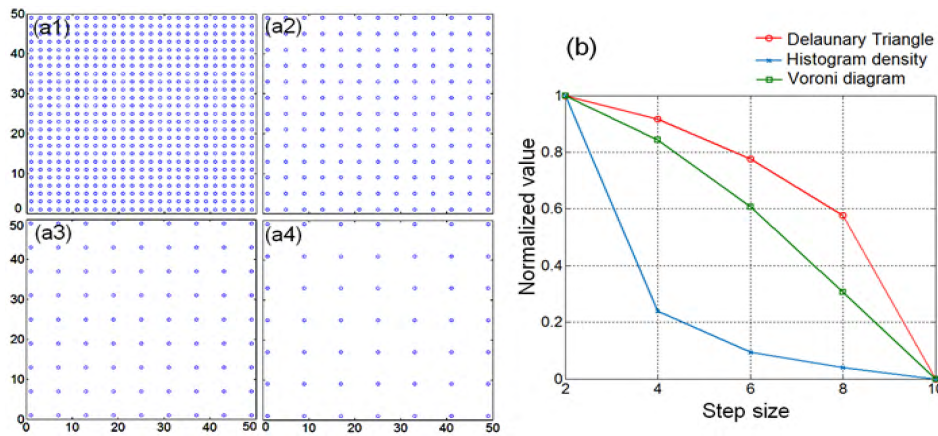 (a1)
50
40
30
20
10
0
(a2)
(a3)
50
40
30
20
10
0
0 10 20 30 40 50
(a4)
0 10 20 30 40 50
(b)
Delaunary Triangle
Histogram density
Voroni diagram
Normalized value
1
0.8
0.6
0.4
0.2
0
2 4 6 8 10
Step size